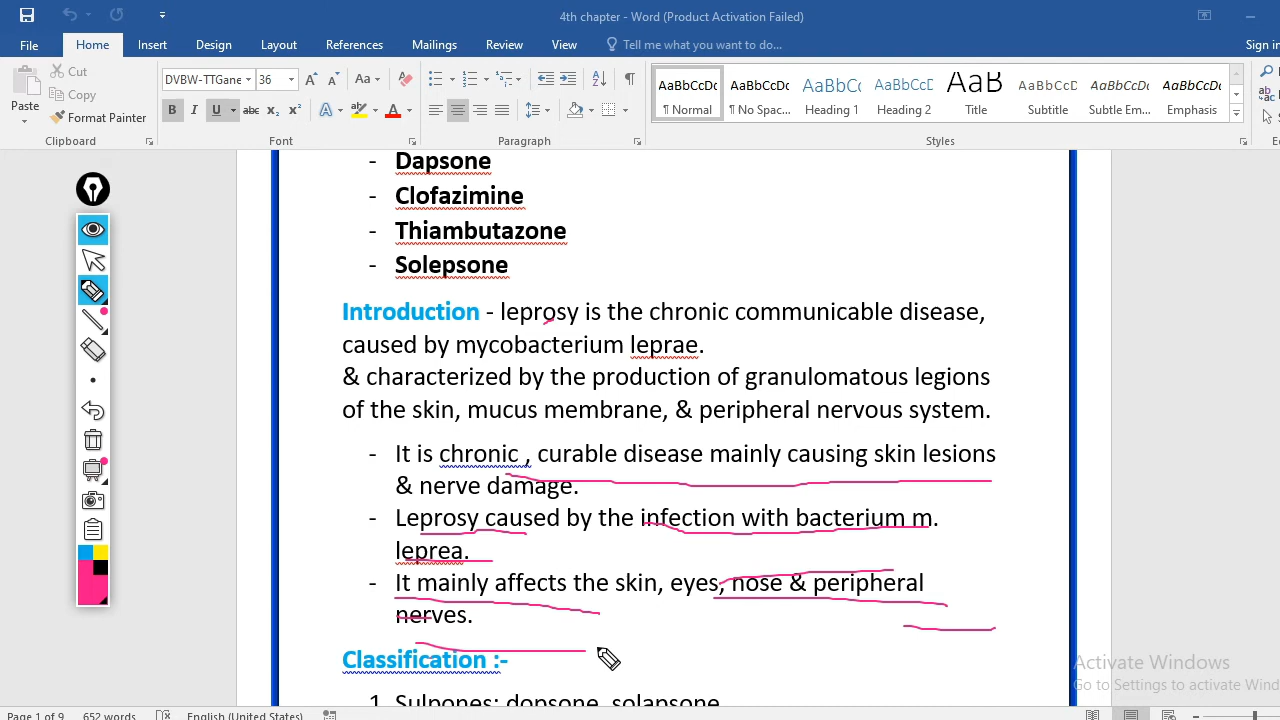 4th chapter - Word (Product Activation Failed)
File Home Insert Design Layout References Mailings Review View Tell me what you want to do... Sign in
Paste
Cut
Copy
Format Painter
DVBW-TTGane 36
AaBbCcDc AaBbCcDc AaBbCc AaBbCcD AaB AaBbCcD AaBbCcDc AaBbCcDc
¶ Normal ¶ No Spac... Heading 1 Heading 2 Title Subtitle Subtle Em... Emphasis
Clipboard Font Paragraph Styles
- Dapsone
- Clofazimine
- Thiambutazone
- Solepsone
Introduction - leprosy is the chronic communicable disease,
caused by mycobacterium leprae.
& characterized by the production of granulomatous legions
of the skin, mucus membrane, & peripheral nervous system.
- It is chronic , curable disease mainly causing skin lesions
& nerve damage.
- Leprosy caused by the infection with bacterium m.
leprea.
- It mainly affects the skin, eyes, nose & peripheral
nerves.
Classification :-
1. Sulpones: dopsone, solapsone
Activate Windows
Go to Settings to activate Wind
Page 1 of 9 652 words English (United States)